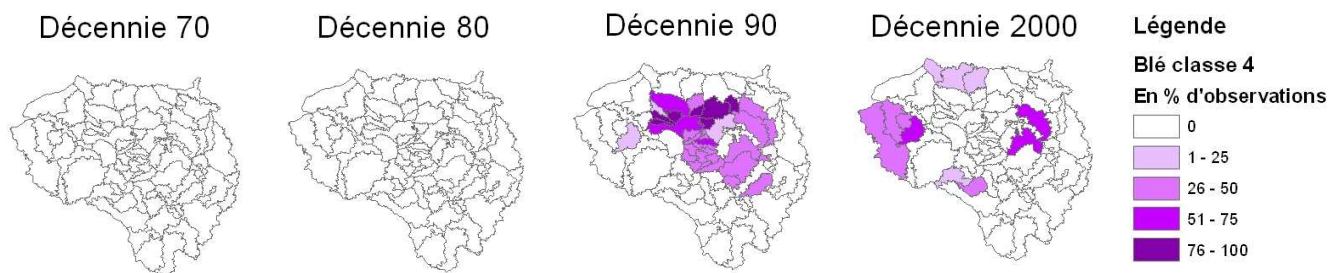 Décennie 70
Décennie 80
Décennie 90
Décennie 2000
Légende
Blé classe 4
En % d'observations
0
1 - 25
26 - 50
51 - 75
76 - 100